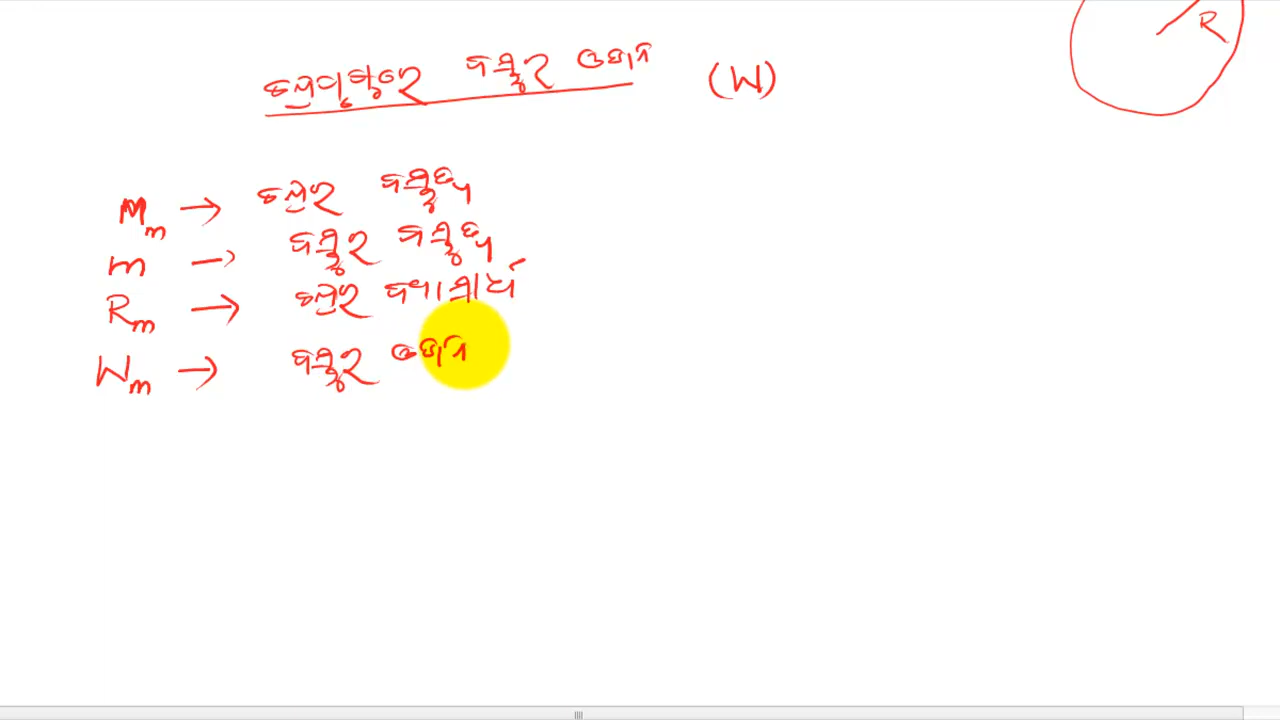 R
ଚନ୍ଦ୍ରପୃଷ୍ଠରେ ବସ୍ତୁର ଓଜନ (W)
Mm → ଚନ୍ଦ୍ରର ବସ୍ତୁତ୍ୱ
m → ବସ୍ତୁର ବସ୍ତୁତ୍ୱ
Rm → ଚନ୍ଦ୍ରର ବ୍ୟାସାର୍ଧ
Wm → ବସ୍ତୁର ଓଜନ